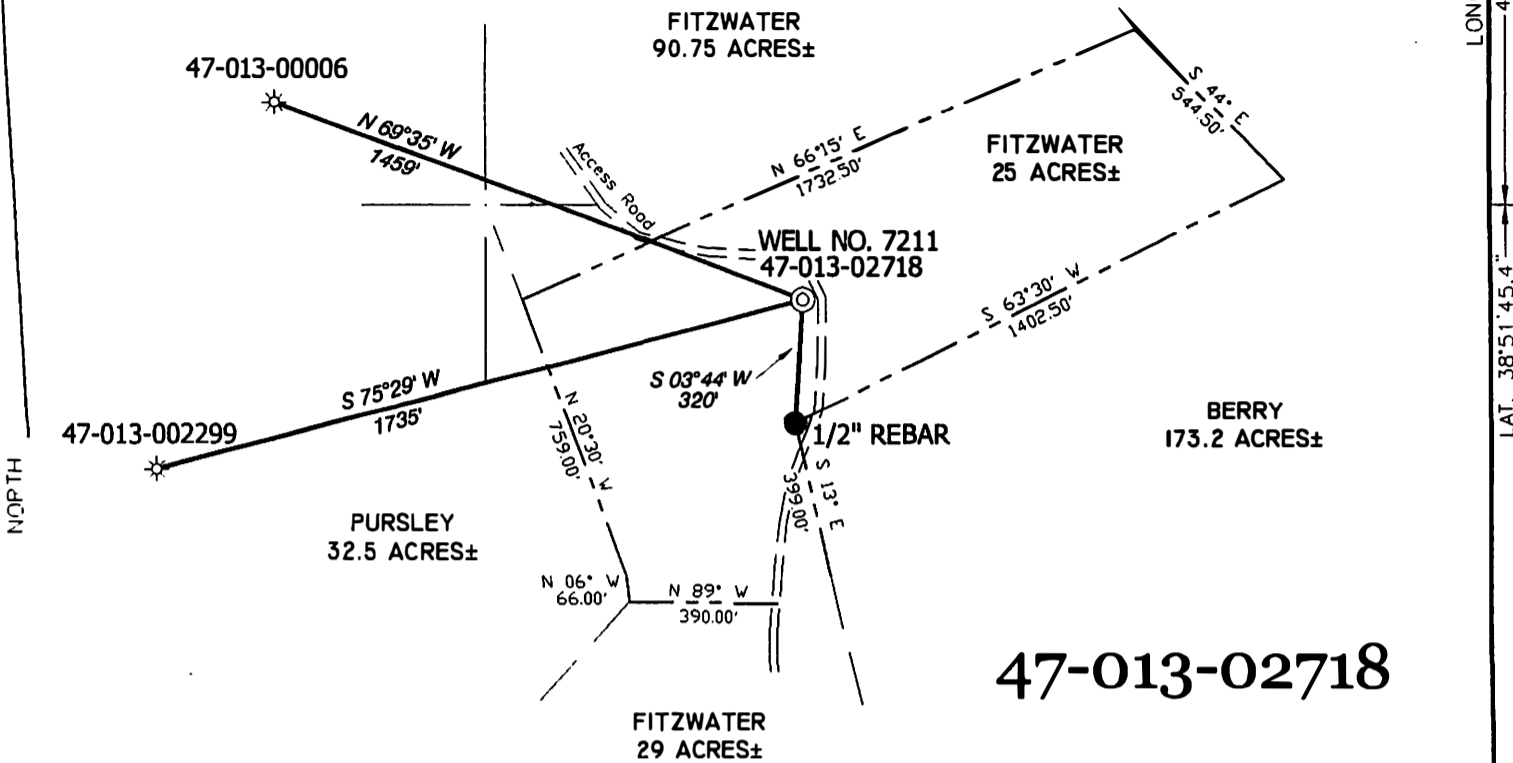 FITZWATER
90.75 ACRES±
LON
4
47-013-00006
N 69°35' W
1459'
Access Road
N 66°15' E
1732.50'
S 44° E
544.50'
FITZWATER
25 ACRES±
WELL NO. 7211
47-013-02718
S 63°30' W
1402.50'
LAT. 38°51'45.4"
S 75°29' W
1735'
47-013-002299
S 03°44' W
320'
N 20°30' W
759.00'
1/2" REBAR
BERRY
173.2 ACRES±
S 13° E
399.00'
NORTH
PURSLEY
32.5 ACRES±
N 06° W
66.00'
N 89° W
390.00'
47-013-02718
FITZWATER
29 ACRES±